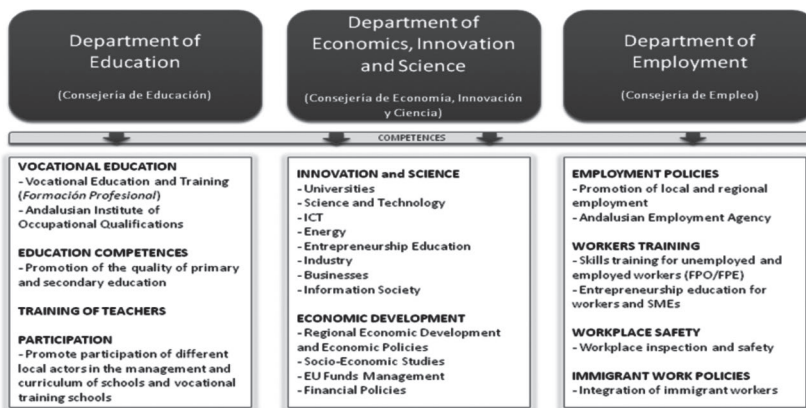 Department of
Education
(Consejería de Educación)
Department of
Economics, Innovation
and Science
(Consejería de Economía, Innovación
y Ciencia)
Department of
Employment
(Consejería de Empleo)
COMPETENCES
VOCATIONAL EDUCATION
- Vocational Education and Training
(Formación Profesional)
- Andalusian Institute of
Occupational Qualifications
EDUCATION COMPETENCES
- Promotion of the quality of primary
and secondary education
TRAINING OF TEACHERS
PARTICIPATION
- Promote participation of different
local actors in the management and
curriculum of schools and vocational
training schools
INNOVATION and SCIENCE
- Universities
- Science and Technology
- ICT
- Energy
- Entrepreneurship Education
- Industry
- Businesses
- Information Society
ECONOMIC DEVELOPMENT
- Regional Economic Development
and Economic Policies
- Socio-Economic Studies
- EU Funds Management
- Financial Policies
EMPLOYMENT POLICIES
- Promotion of local and regional
employment
- Andalusian Employment Agency
WORKERS TRAINING
- Skills training for unemployed and
employed workers (FPO/FPE)
- Entrepreneurship education for
workers and SMEs
WORKPLACE SAFETY
- Workplace inspection and safety
IMMIGRANT WORK POLICIES
- Integration of immigrant workers